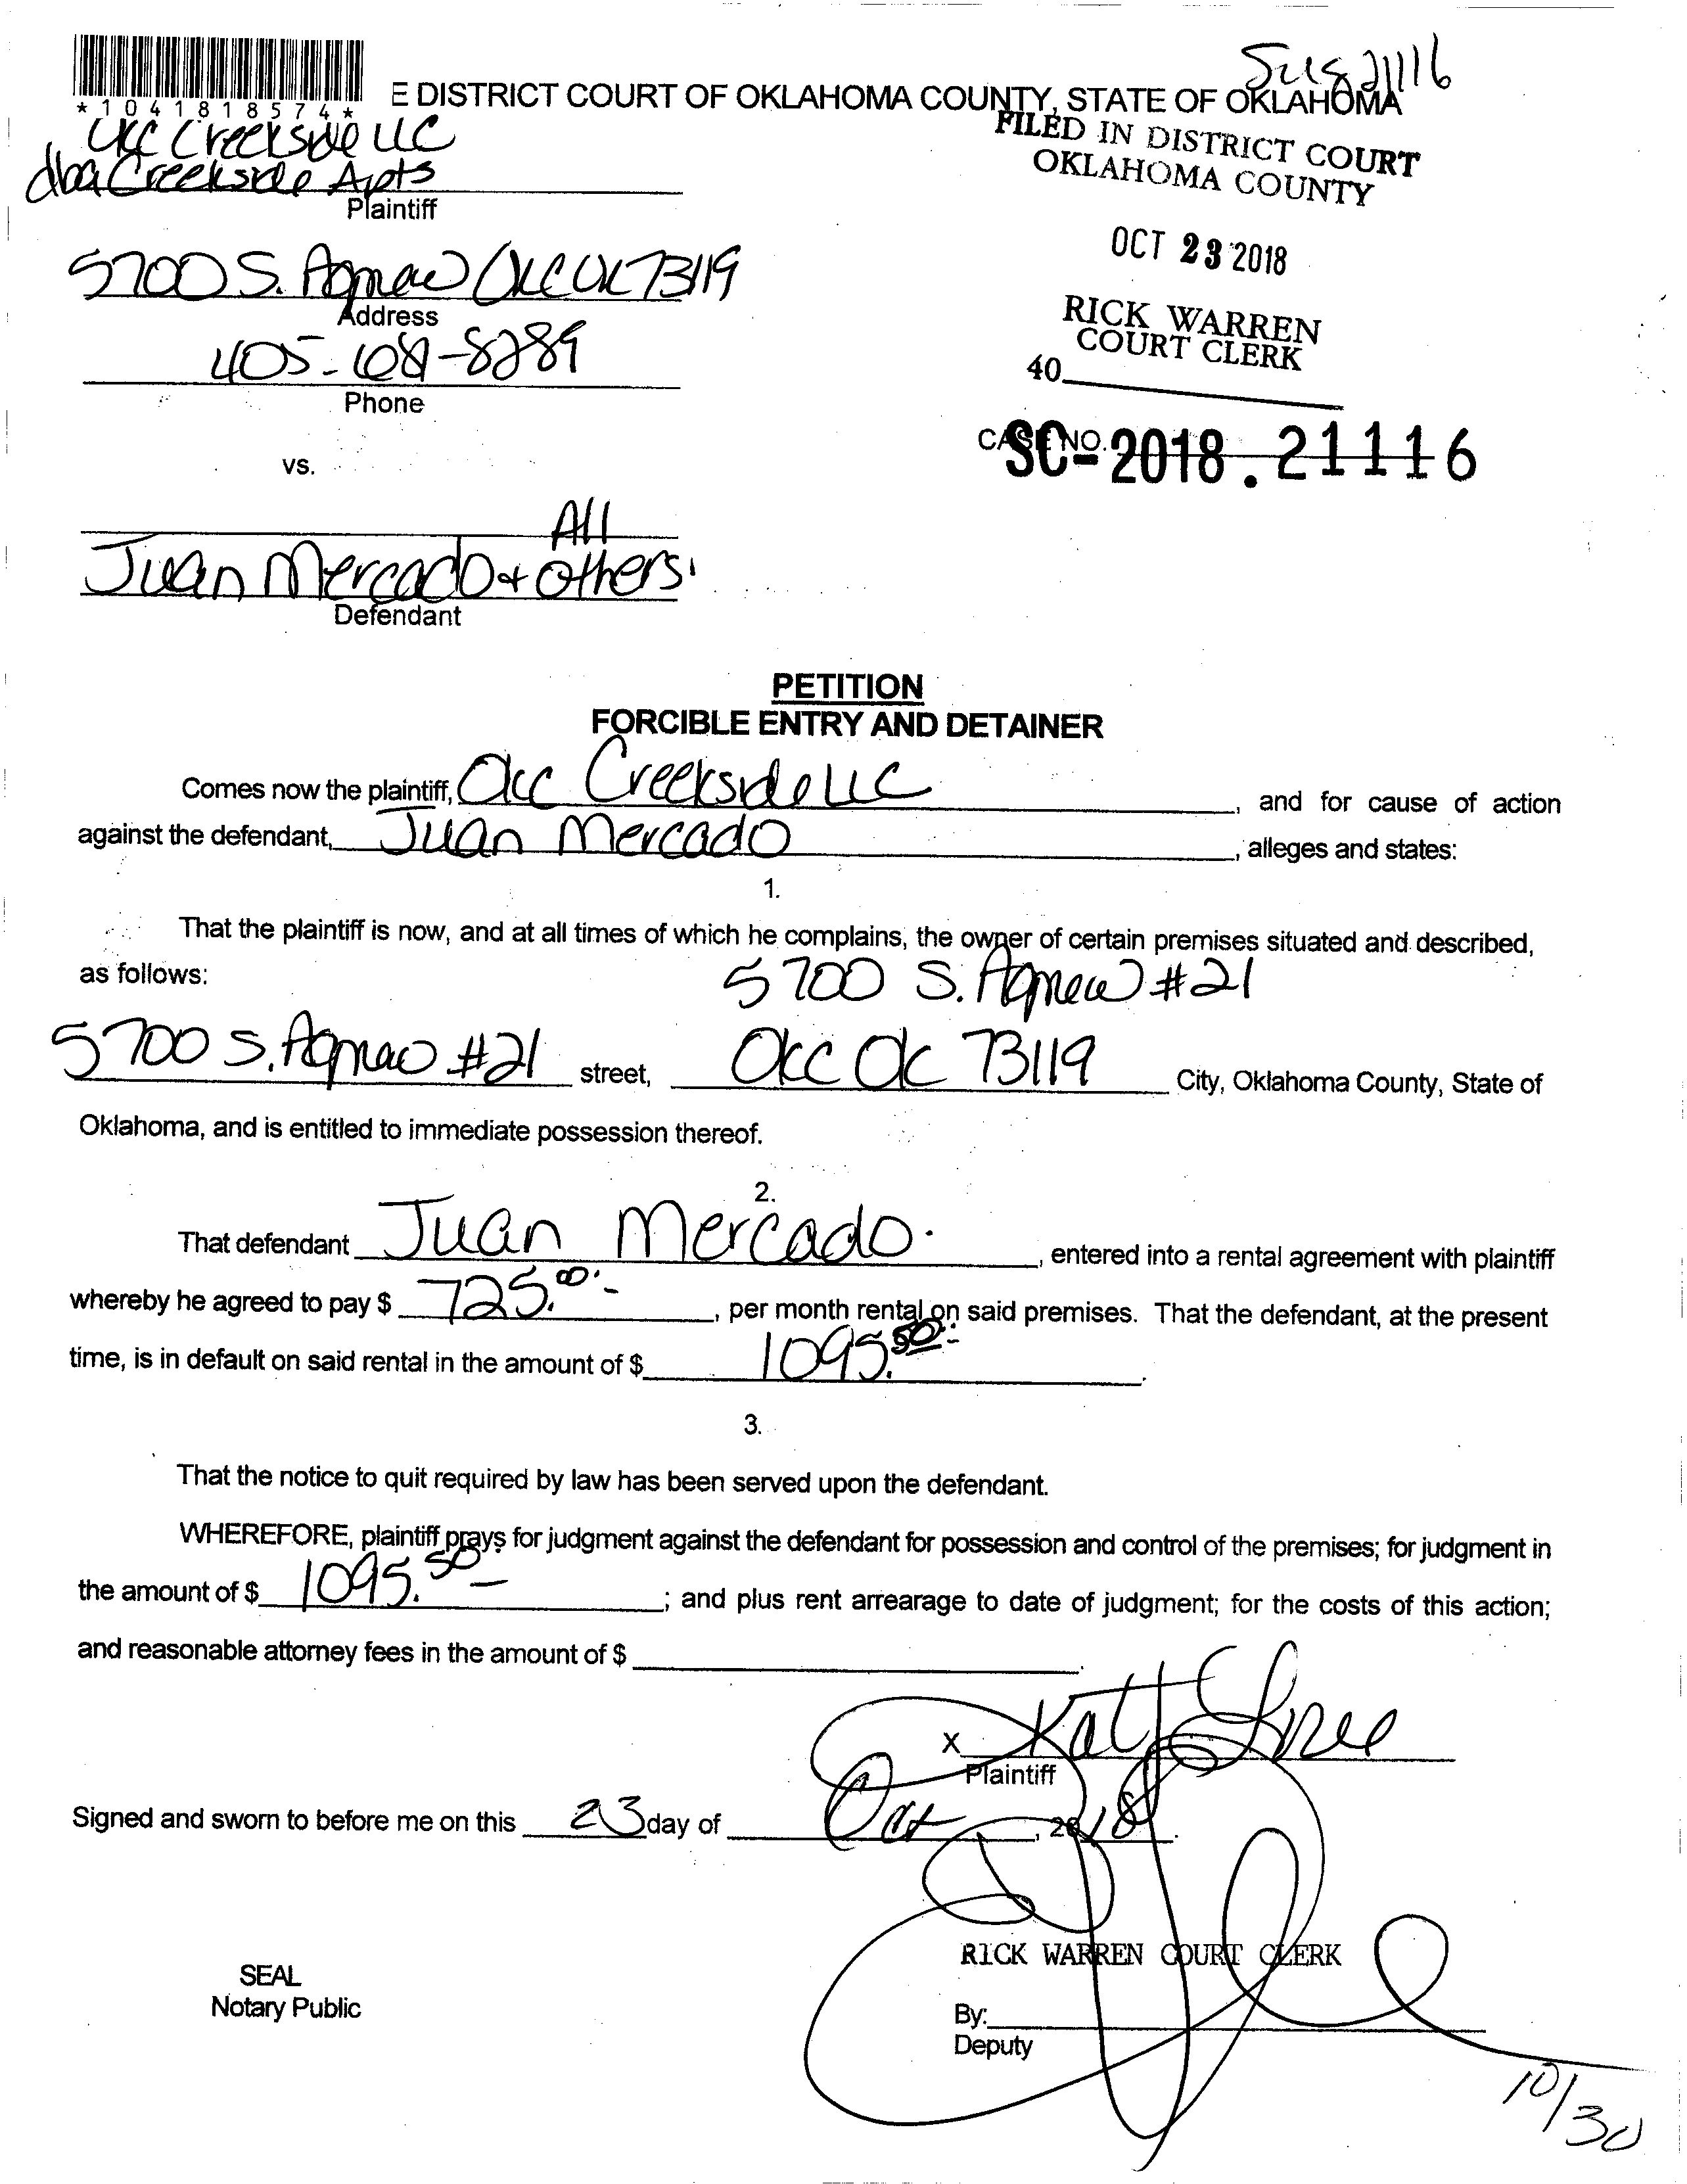 *1041818574*
E DISTRICT COURT OF OKLAHOMA COUNTY, STATE OF OKLAHOMA
OKC Creekside LLC
dba Creekside Apts
Plaintiff
FILED IN DISTRICT COURT
OKLAHOMA COUNTY
OCT 23 2018
RICK WARREN
COURT CLERK
40
5700 S. Agnew OKC OK 73119
Address
Phone
CASE NO.
SC-2018.21116
vs.
All
Juan Mercado + others
Defendant
PETITION
FORCIBLE ENTRY AND DETAINER
Comes now the plaintiff, OKC Creekside LLC, and for cause of action
against the defendant, Juan Mercado, alleges and states:
1.
That the plaintiff is now, and at all times of which he complains, the owner of certain premises situated and described,
as follows:
5700 S. Agnew #21
5700 S. Agnew #21 street, OKC OK 73119 City, Oklahoma County, State of
Oklahoma, and is entitled to immediate possession thereof.
2.
That defendant Juan Mercado, entered into a rental agreement with plaintiff
whereby he agreed to pay $ 725.00, per month rental on said premises. That the defendant, at the present
time, is in default on said rental in the amount of $ 1095.50.
3.
That the notice to quit required by law has been served upon the defendant.
WHEREFORE, plaintiff prays for judgment against the defendant for possession and control of the premises; for judgment in
the amount of $ 1095.50; and plus rent arrearage to date of judgment; for the costs of this action;
and reasonable attorney fees in the amount of $
X
Plaintiff
Signed and sworn to before me on this 23 day of Oct, 2018.
RICK WARREN COURT CLERK
SEAL
Notary Public
By:
Deputy
10/30